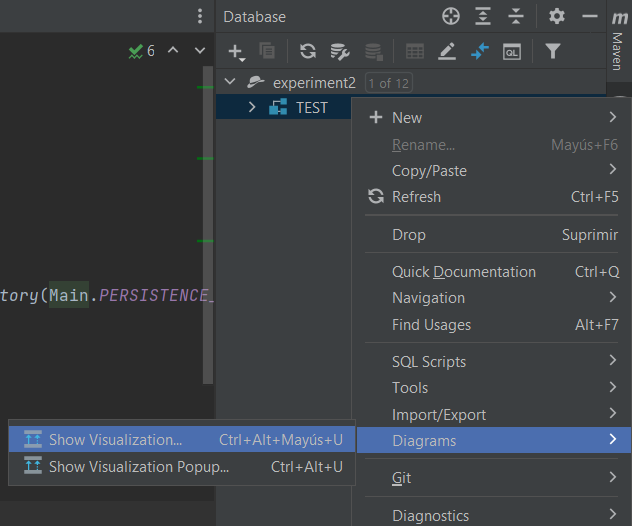 Database
6
experiment2 1 of 12
TEST
Maven
New
Rename... Mayús+F6
Copy/Paste
Refresh Ctrl+F5
Drop Suprimir
Quick Documentation Ctrl+Q
Navigation
tory(Main.PERSISTENCE_
Find Usages Alt+F7
SQL Scripts
Tools
Import/Export
Show Visualization... Ctrl+Alt+Mayús+U
Diagrams
Show Visualization Popup... Ctrl+Alt+U
Git
Diagnostics